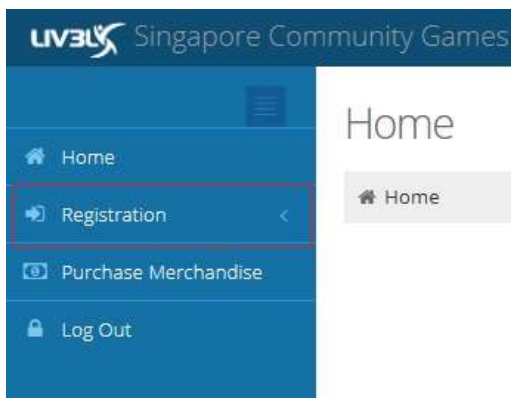 LIV3LY Singapore Community Games
Home
Home
Home
Registration
Purchase Merchandise
Log Out